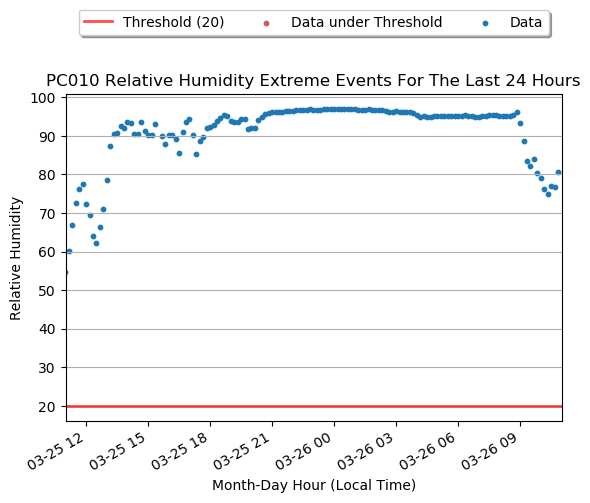 Threshold (20) Data under Threshold Data
PC010 Relative Humidity Extreme Events For The Last 24 Hours
100
90
80
70
60
50
40
30
20
Relative Humidity
03-25 12 03-25 15 03-25 18 03-25 21 03-26 00 03-26 03 03-26 06 03-26 09
Month-Day Hour (Local Time)